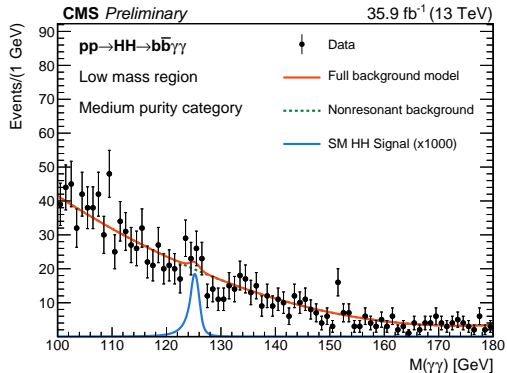 CMS Preliminary 35.9 fb⁻¹ (13 TeV)
pp→HH→bb̅γγ
Low mass region
Medium purity category
Data
Full background model
Nonresonant background
SM HH Signal (x1000)
Events/(1 GeV)
90
80
70
60
50
40
30
20
10
100 110 120 130 140 150 160 170 180
M(γγ) [GeV]